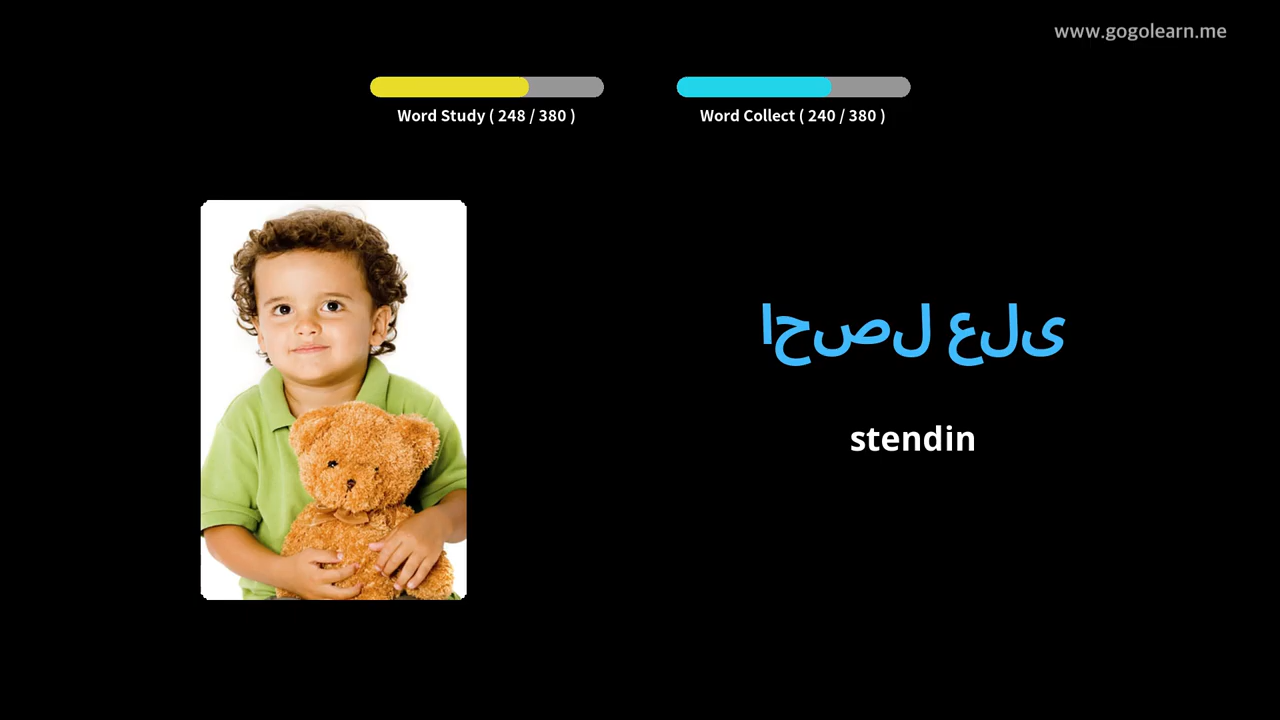 www.gogolearn.me
Word Study ( 248 / 380 )
Word Collect ( 240 / 380 )
احصل على
stendin